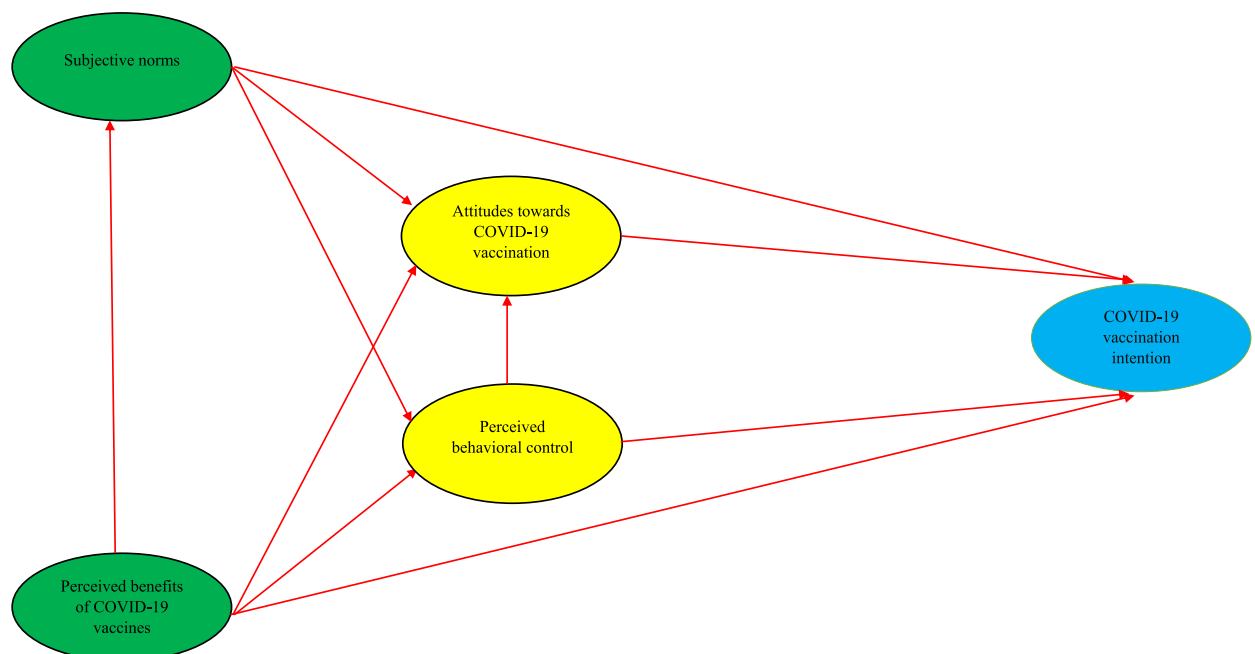 Subjective norms
Attitudes towards
COVID-19
vaccination
COVID-19
vaccination
intention
Perceived
behavioral control
Perceived benefits
of COVID-19
vaccines